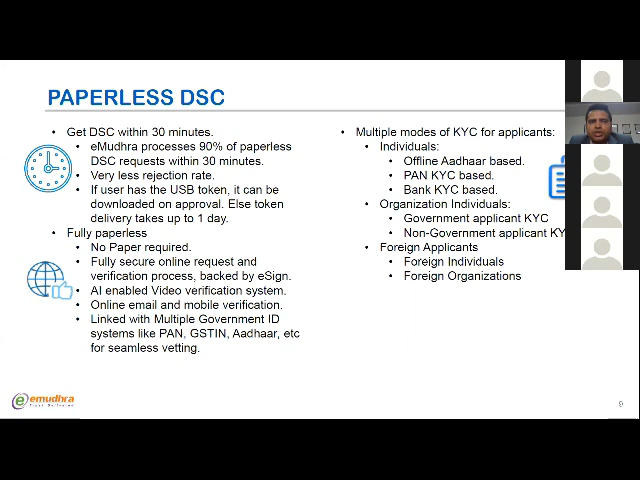 PAPERLESS DSC
• Get DSC within 30 minutes.
• eMudhra processes 90% of paperless
DSC requests within 30 minutes.
• Very less rejection rate.
• If user has the USB token, it can be
downloaded on approval. Else token
delivery takes up to 1 day.
• Fully paperless
• No Paper required.
• Fully secure online request and
verification process, backed by eSign.
• AI enabled Video verification system.
• Online email and mobile verification.
• Linked with Multiple Government ID
systems like PAN, GSTIN, Aadhaar, etc
for seamless vetting.
• Multiple modes of KYC for applicants:
• Individuals:
• Offline Aadhaar based.
• PAN KYC based.
• Bank KYC based.
• Organization Individuals:
• Government applicant KYC
• Non-Government applicant KY
• Foreign Applicants
• Foreign Individuals
• Foreign Organizations
emudhra
Trust Delivered
9